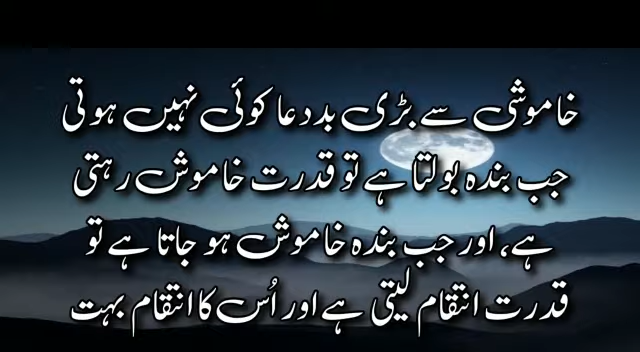 خاموشی سے بڑی بددعا کوئی نہیں ہوتی
جب بندہ بولتا ہے تو قدرت خاموش رہتی
ہے، اور جب بندہ خاموش ہو جاتا ہے تو
قدرت انتقام لیتی ہے اور اُس کا انتقام بہت